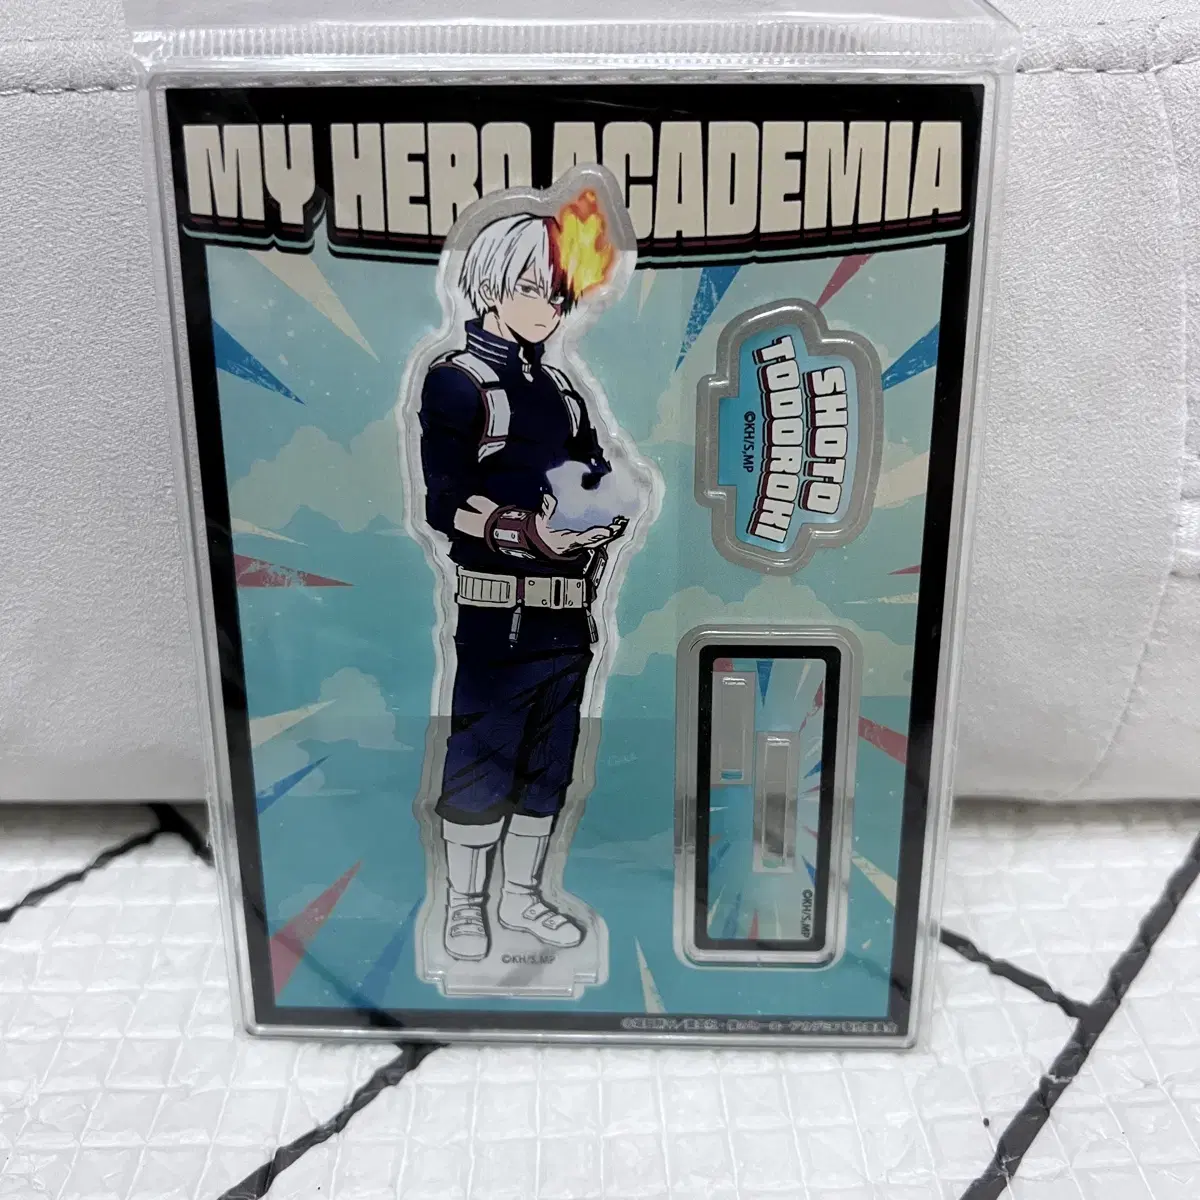 MY HERO ACADEMIA
SHOTO
TODOROKI
©KH/S,MP
©KH/S,MP
©KH/S,MP